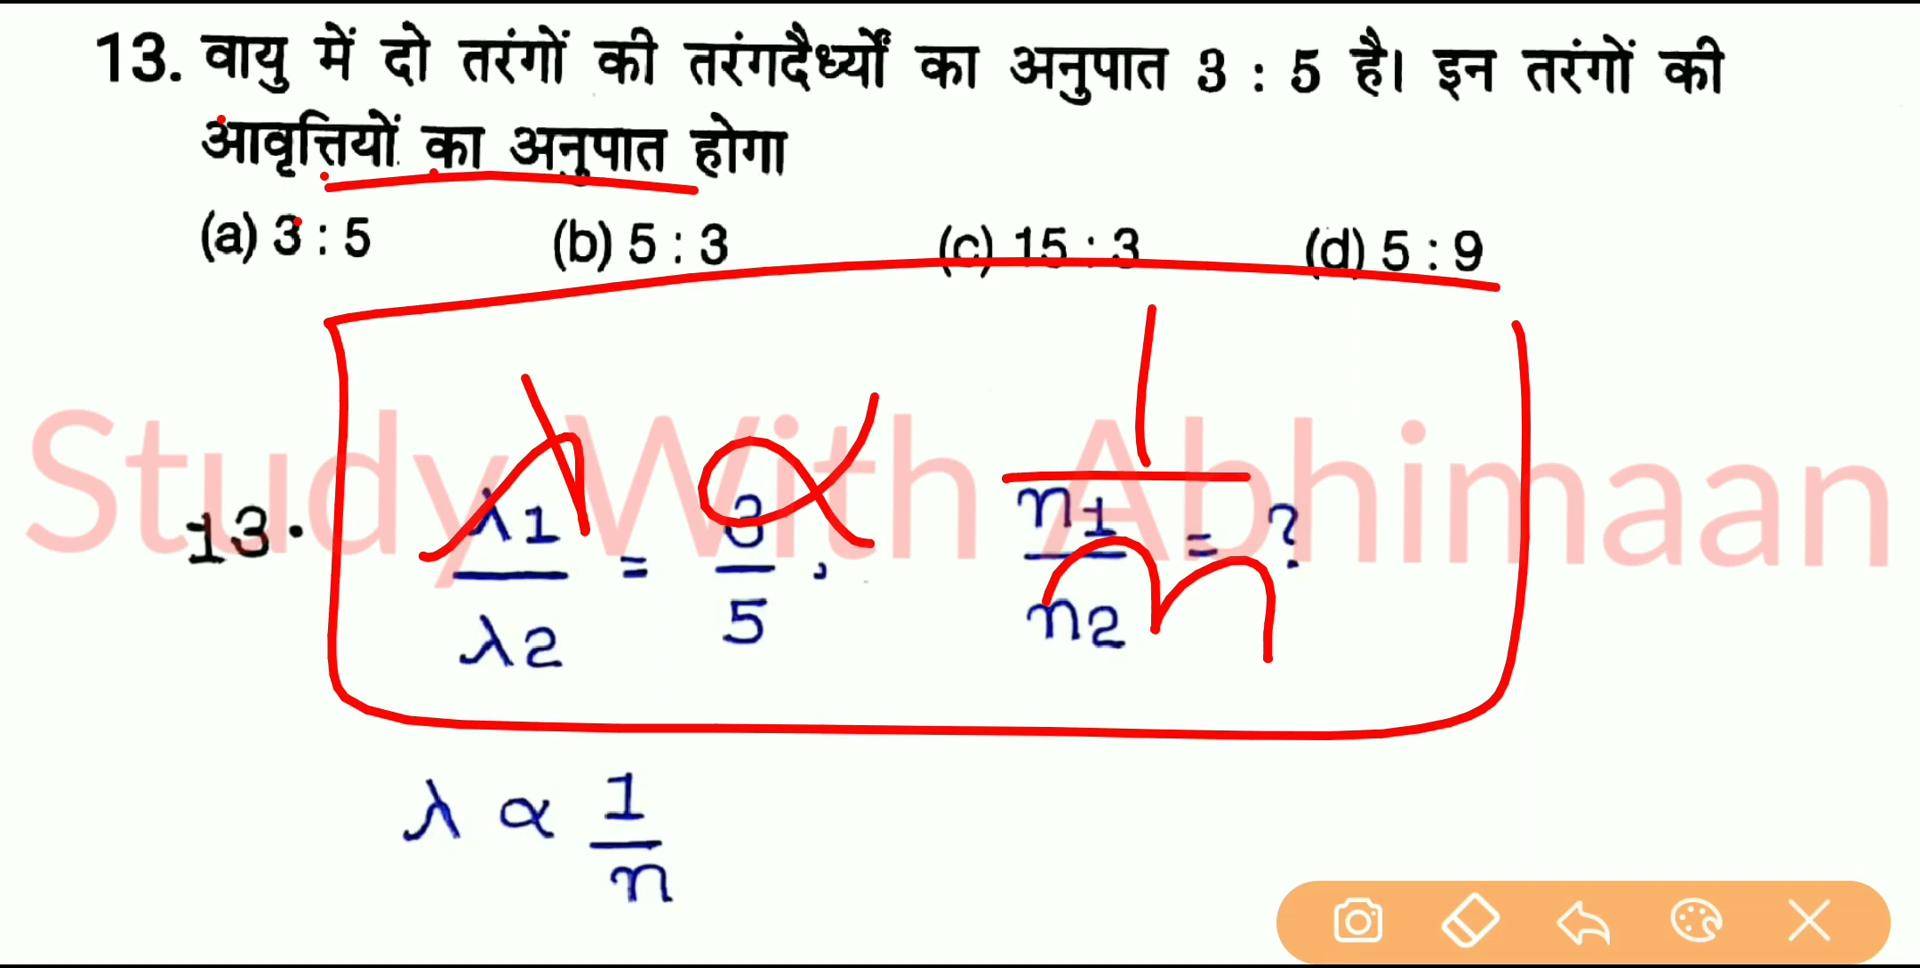 13. वायु में दो तरंगों की तरंगदैर्ध्यों का अनुपात 3 : 5 है। इन तरंगों की
आवृत्तियों का अनुपात होगा
(a) 3 : 5 (b) 5 : 3 (c) 15 : 3 (d) 5 : 9
Study With Abhimaan
λ ∝ 1
n
13. λ1 = 3 , n1 = ?
λ2 5 n2
λ ∝ 1
n